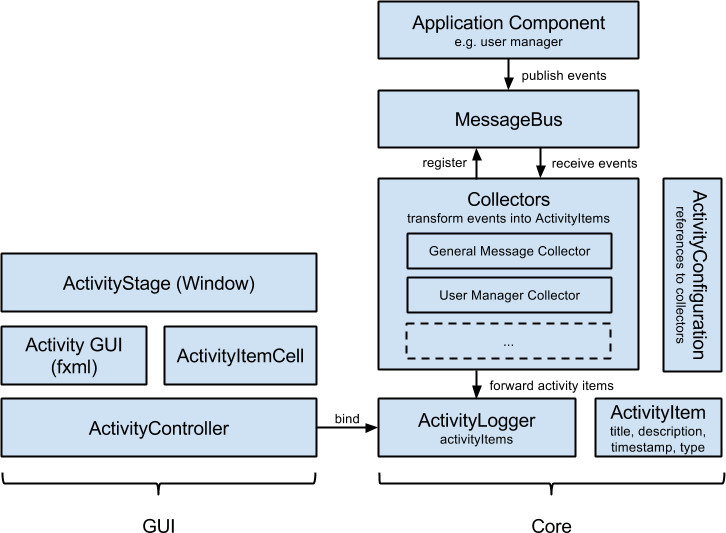 Application Component
e.g. user manager
publish events
MessageBus
register
receive events
Collectors
transform events into ActivityItems
General Message Collector
User Manager Collector
...
ActivityConfiguration
references to collectors
forward activity items
ActivityStage (Window)
Activity GUI
(fxml)
ActivityItemCell
ActivityController
bind
ActivityLogger
activityItems
ActivityItem
title, description,
timestamp, type
GUI
Core